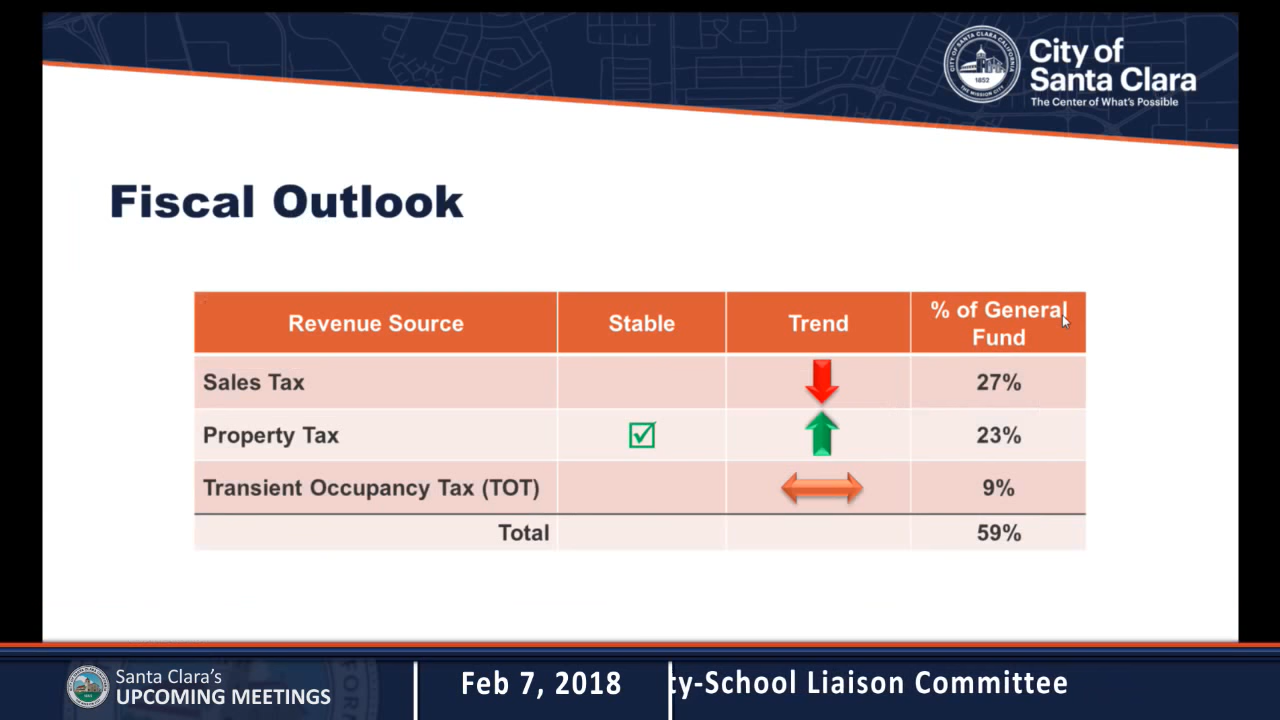 City of
Santa Clara
The Center of What's Possible
1852
Fiscal Outlook
Revenue Source Stable Trend % of General Fund
Sales Tax 27%
Property Tax 23%
Transient Occupancy Tax (TOT) 9%
Total 59%
Santa Clara's
UPCOMING MEETINGS
Feb 7, 2018
ty-School Liaison Committee